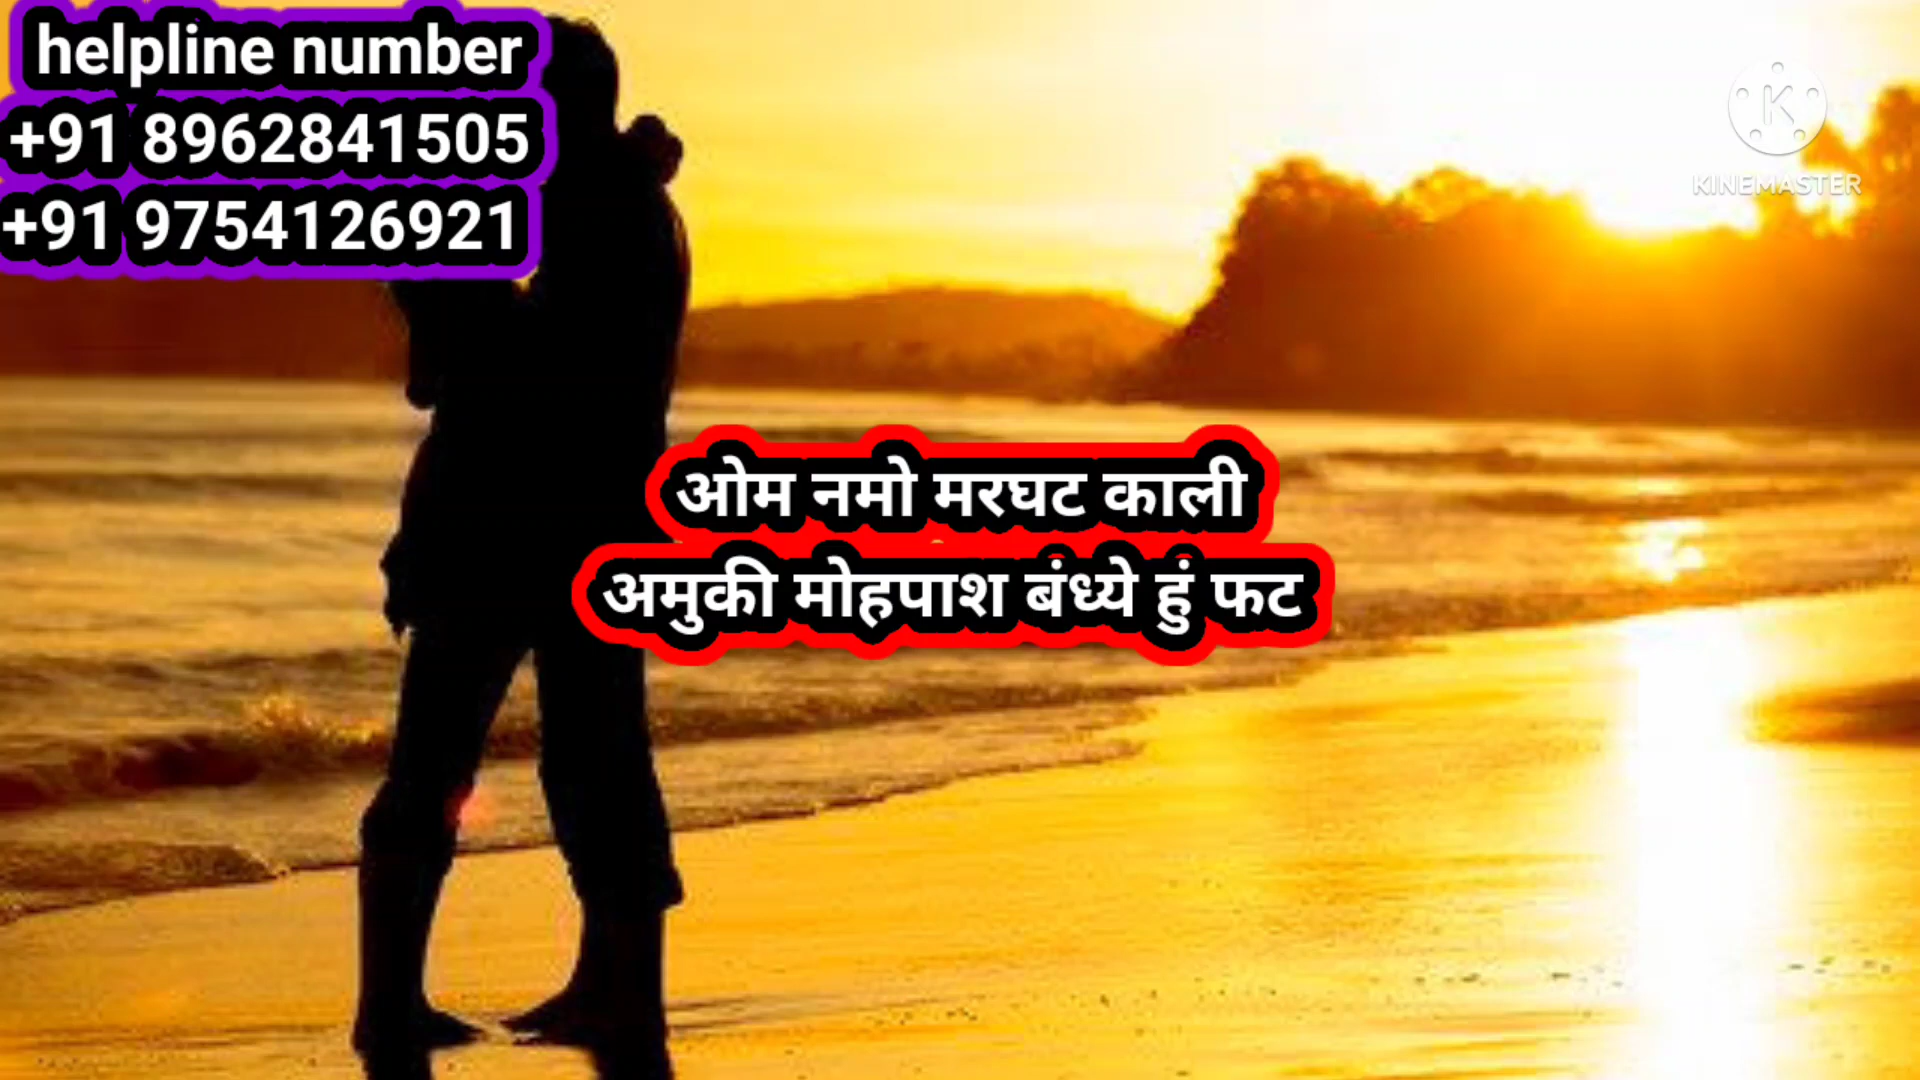 helpline number
+91 8962841505
+91 9754126921
KINEMASTER
ओम नमो मरघट काली
अमुकी मोहपाश बंध्ये हुं फट